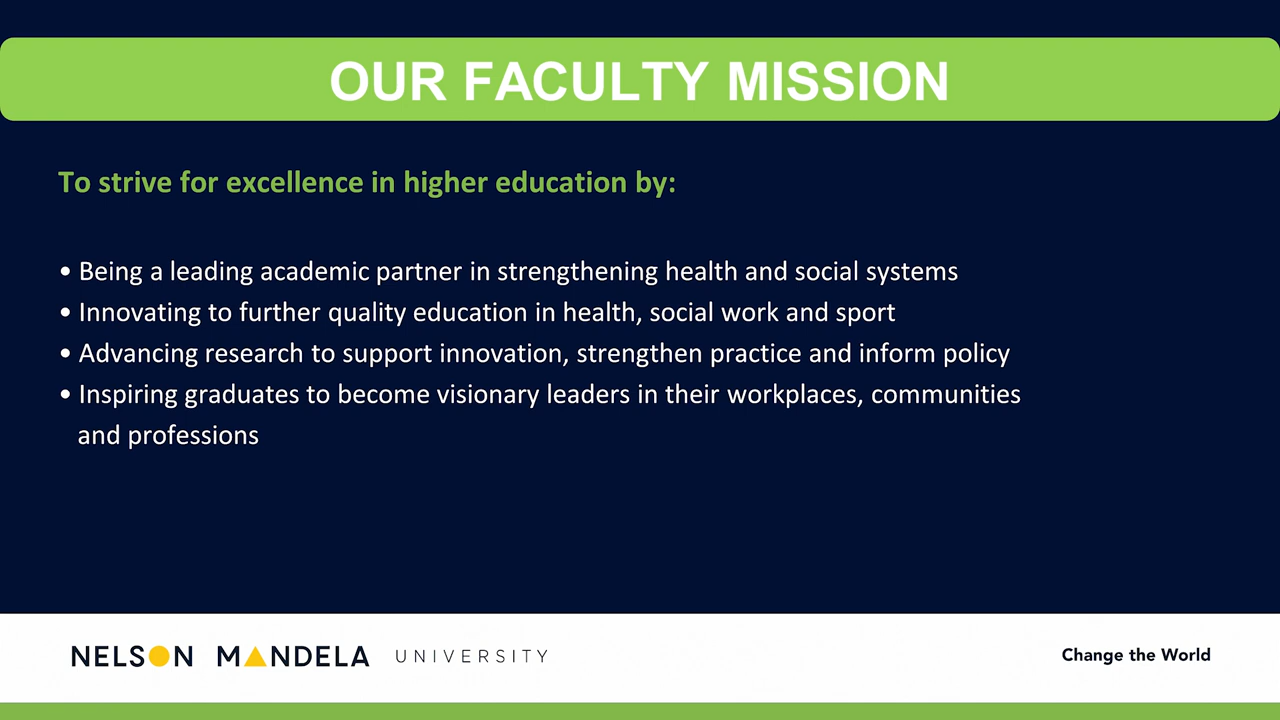 OUR FACULTY MISSION
To strive for excellence in higher education by:
• Being a leading academic partner in strengthening health and social systems
• Innovating to further quality education in health, social work and sport
• Advancing research to support innovation, strengthen practice and inform policy
• Inspiring graduates to become visionary leaders in their workplaces, communities
and professions
NELSON MANDELA UNIVERSITY
Change the World